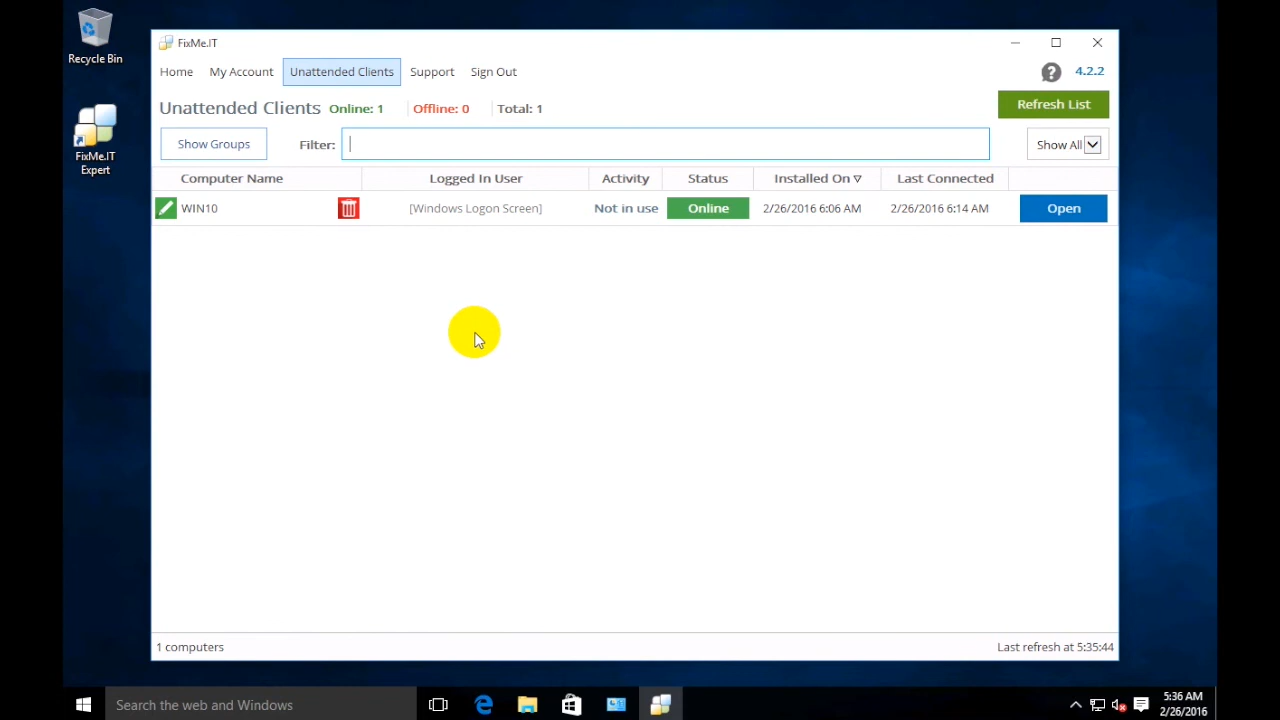 Recycle Bin
FixMe.IT
Expert
FixMe.IT
Home My Account Unattended Clients Support Sign Out 4.2.2
Unattended Clients Online: 1 Offline: 0 Total: 1 Refresh List
Show Groups Filter: Show All
Computer Name Logged In User Activity Status Installed On Last Connected
WIN10 [Windows Logon Screen] Not in use Online 2/26/2016 6:06 AM 2/26/2016 6:14 AM Open
1 computers Last refresh at 5:35:44
Search the web and Windows
5:36 AM
2/26/2016